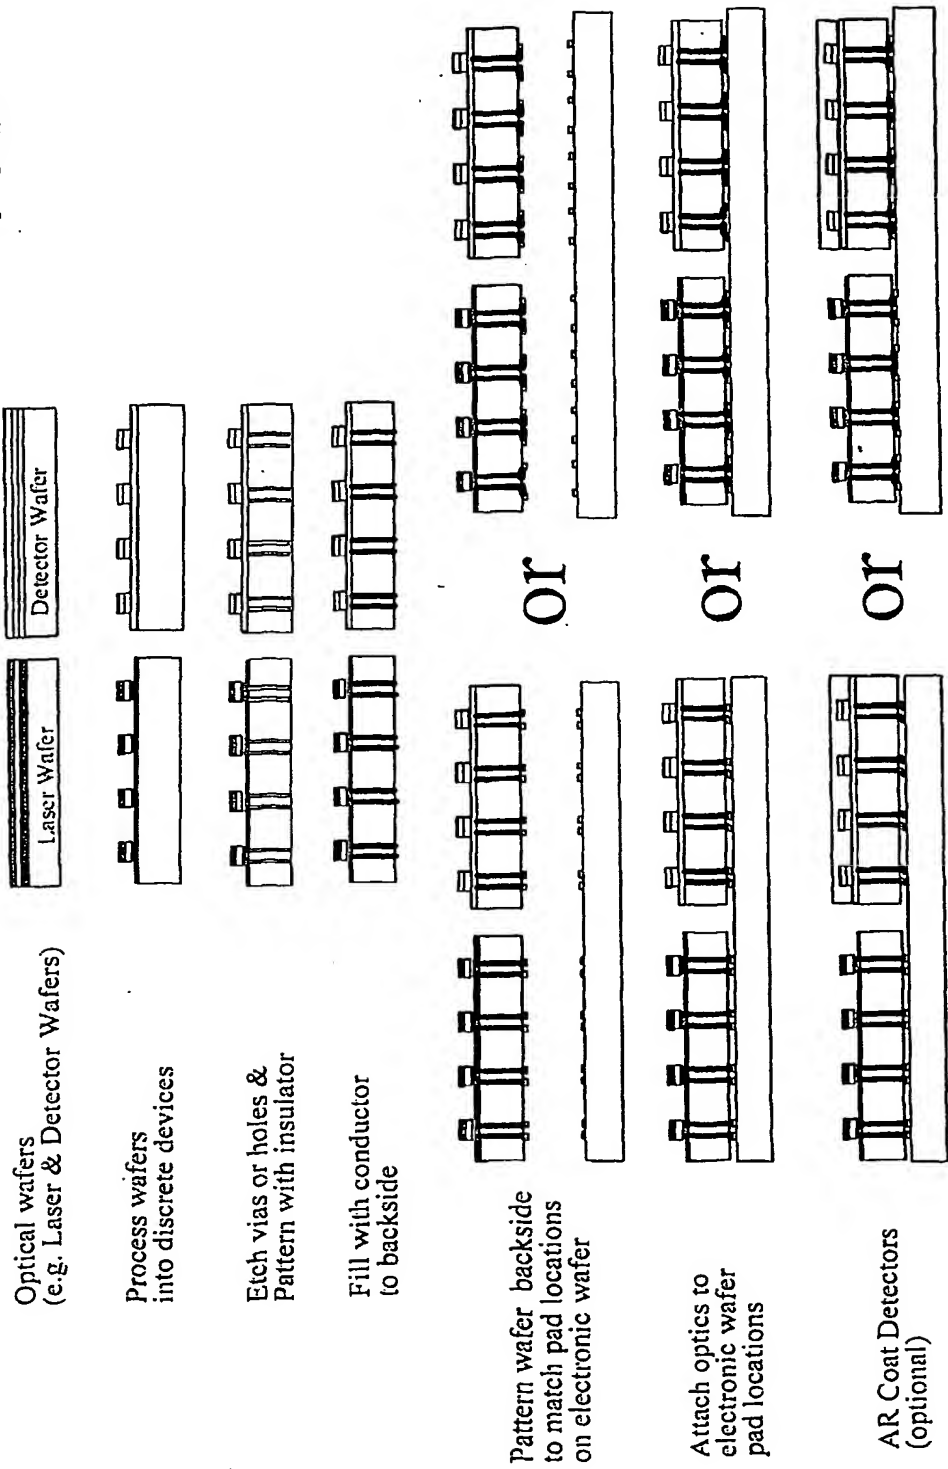 Optical wafers
(e.g. Laser & Detector Wafers)
Laser Wafer
Detector Wafer
Process wafers
into discrete devices
Etch vias or holes &
Pattern with insulator
Fill with conductor
to backside
Pattern wafer backside
to match pad locations
on electronic wafer
or
Attach optics to
electronic wafer
pad locations
or
AR Coat Detectors
(optional)
or